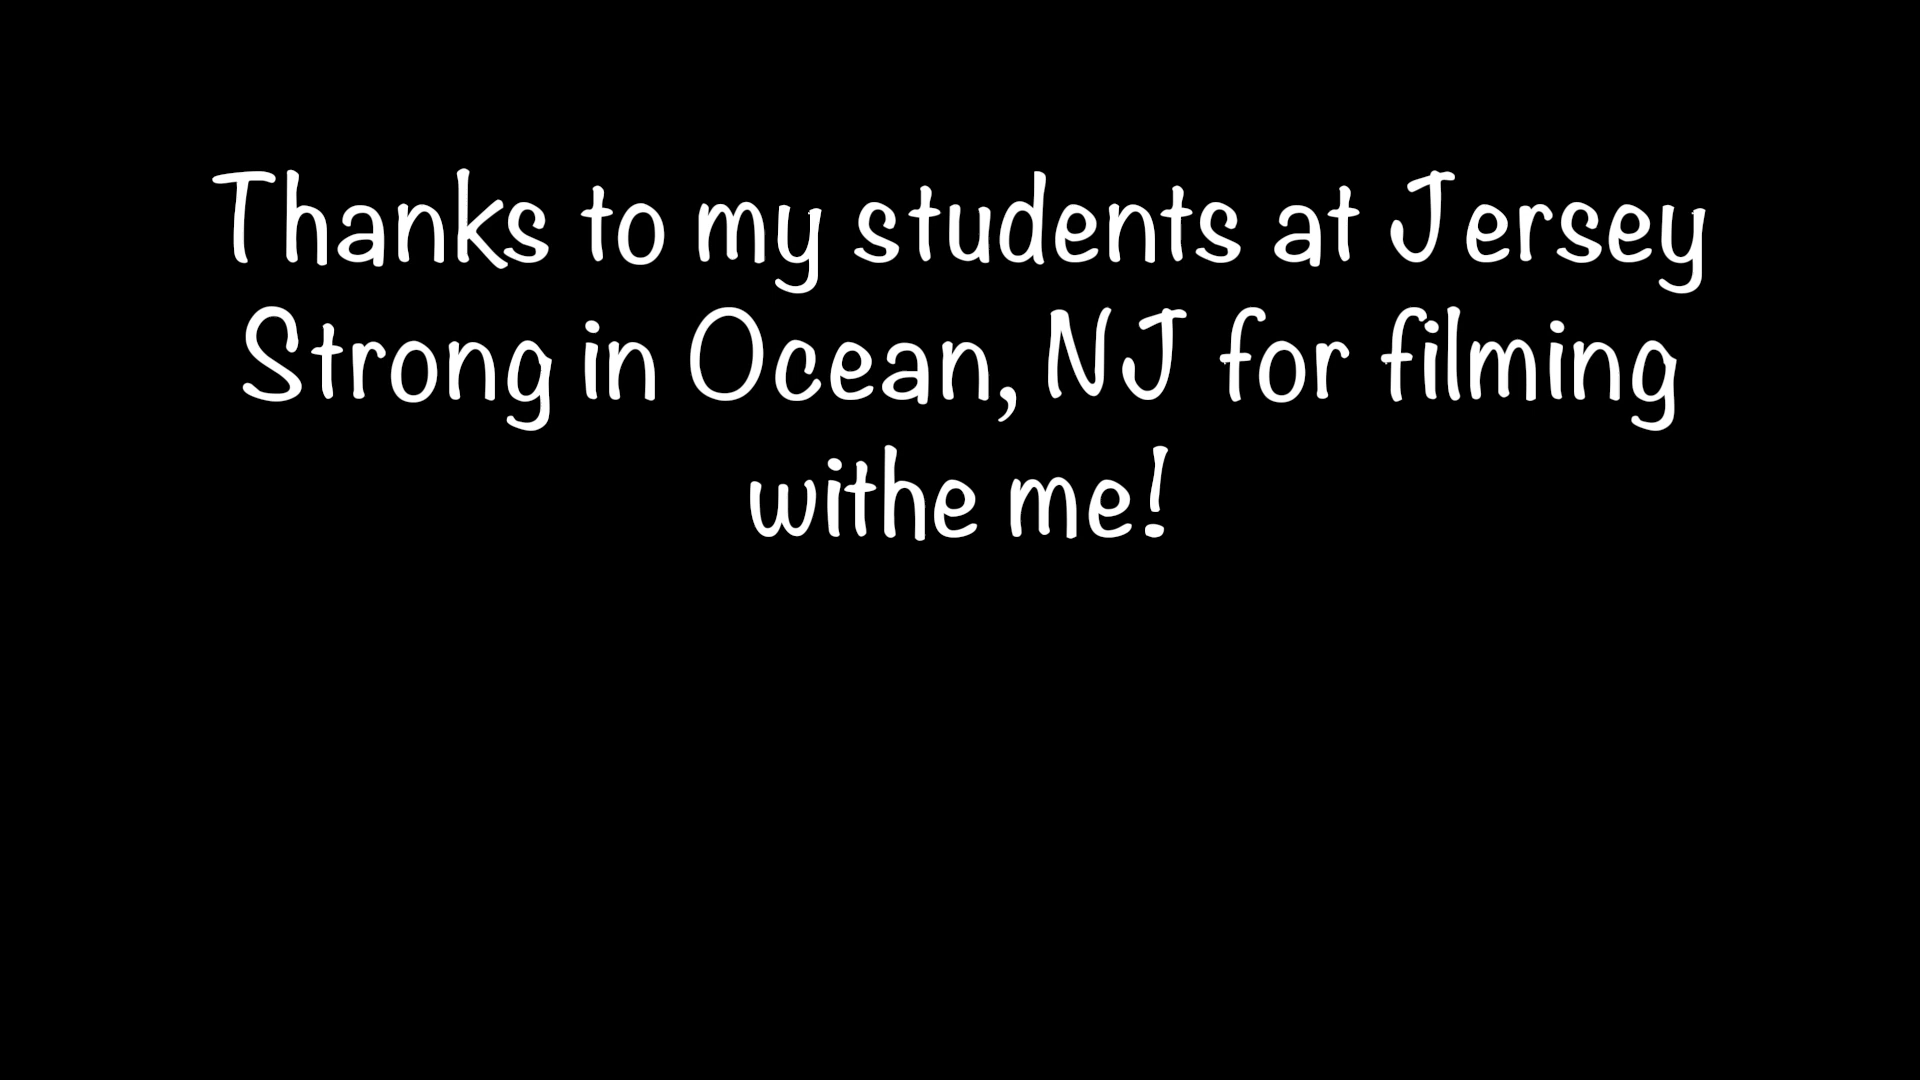 Thanks to my students at Jersey
Strong in Ocean, NJ for filming
withe me!